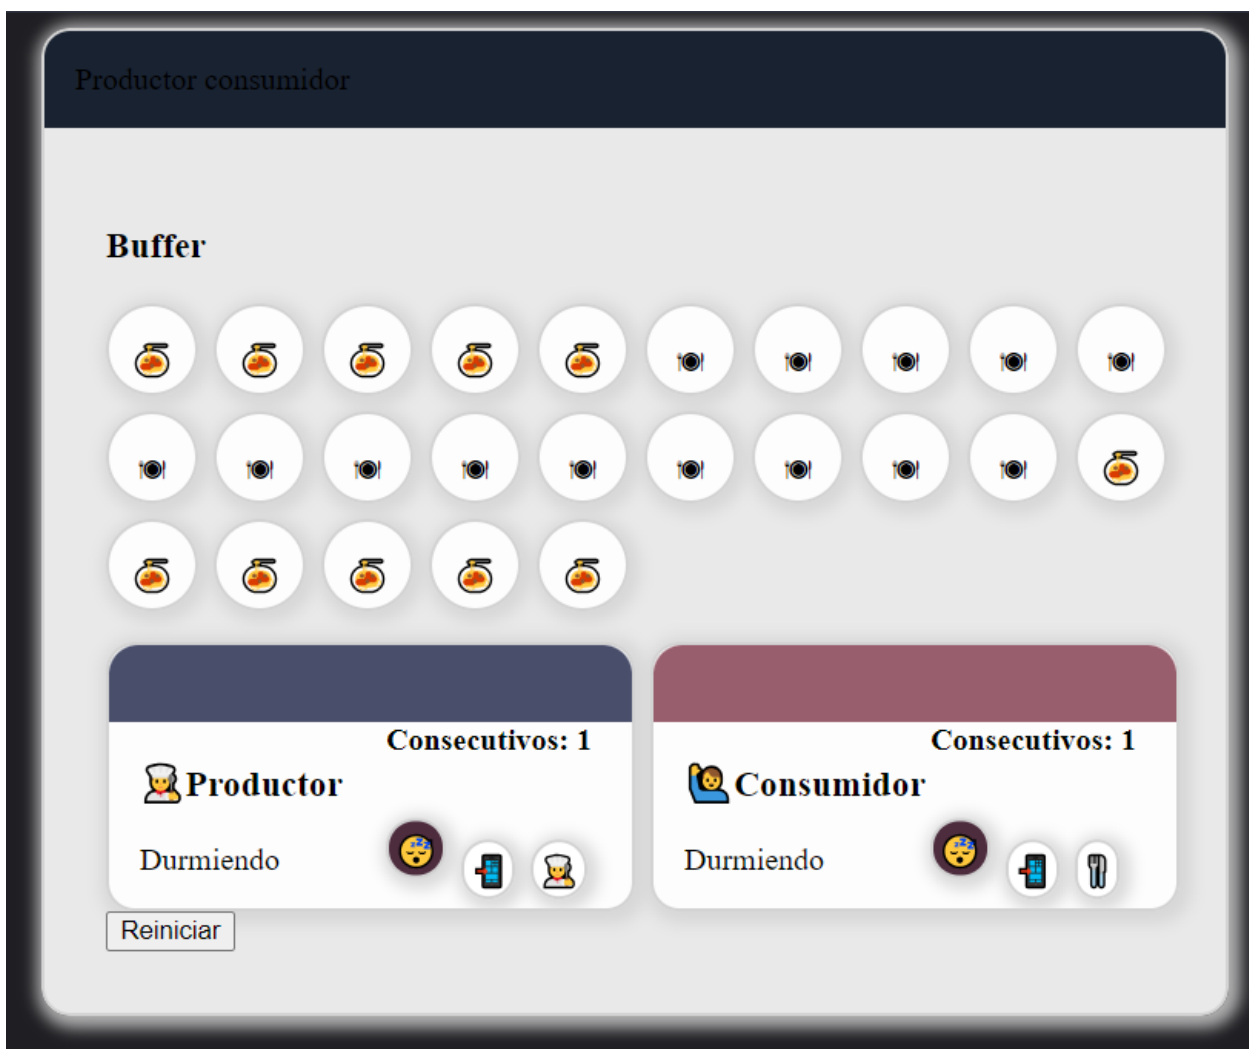 Productor consumidor
Buffer
Consecutivos: 1
Productor
Durmiendo
Consecutivos: 1
Consumidor
Durmiendo
Reiniciar